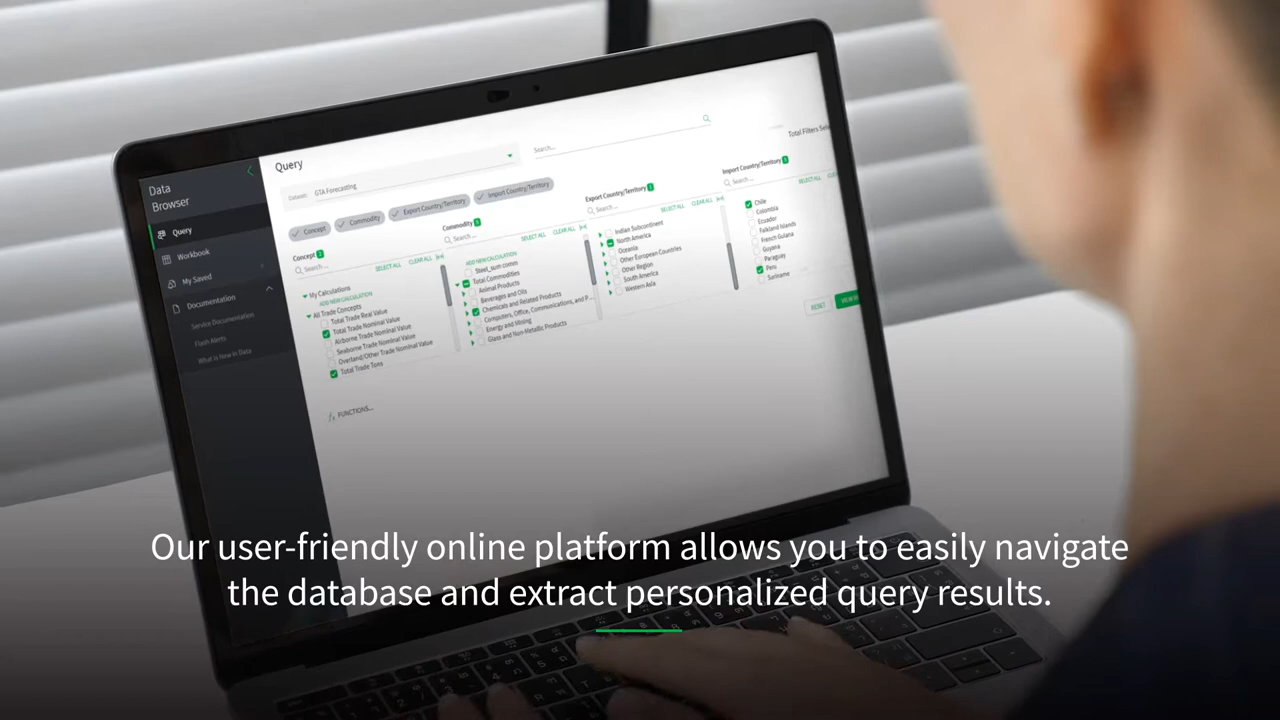 Data
Browser
Query
Workbook
My Saved
Documentation
Service Documentation
Flash Alerts
What is New in Data
Query
Dataset: GTA Forecasting
Search...
Total Filters
Concept
Commodity
Export Country/Territory
Import Country/Territory
Concept
Search ...
SELECT ALL CLEAR ALL
My Calculations
ADD NEW CALCULATION
All Trade Concepts
Total Trade Real Value
Total Trade Nominal Value
Airborne Trade Nominal Value
Seaborne Trade Nominal Value
Overland/Other Trade Nominal Value
Total Trade Tons
Commodity
Search ...
SELECT ALL CLEAR ALL
ADD NEW CALCULATION
Steel_sum comm
Total Commodities
Animal Products
Beverages and Oils
Chemicals and Related Products
Computers, Office, Communications, and P...
Energy and Mining
Glass and Non-Metallic Products
Export Country/Territory
Search ...
SELECT ALL CLEAR ALL
Indian Subcontinent
North America
Oceania
Other European Countries
Other Region
South America
Western Asia
Import Country/Territory
Search ...
SELECT ALL
Chile
Colombia
Ecuador
Falkland Islands
French Guiana
Guyana
Paraguay
Peru
Suriname
RESET
VIEW
FUNCTIONS...
Our user-friendly online platform allows you to easily navigate
the database and extract personalized query results.